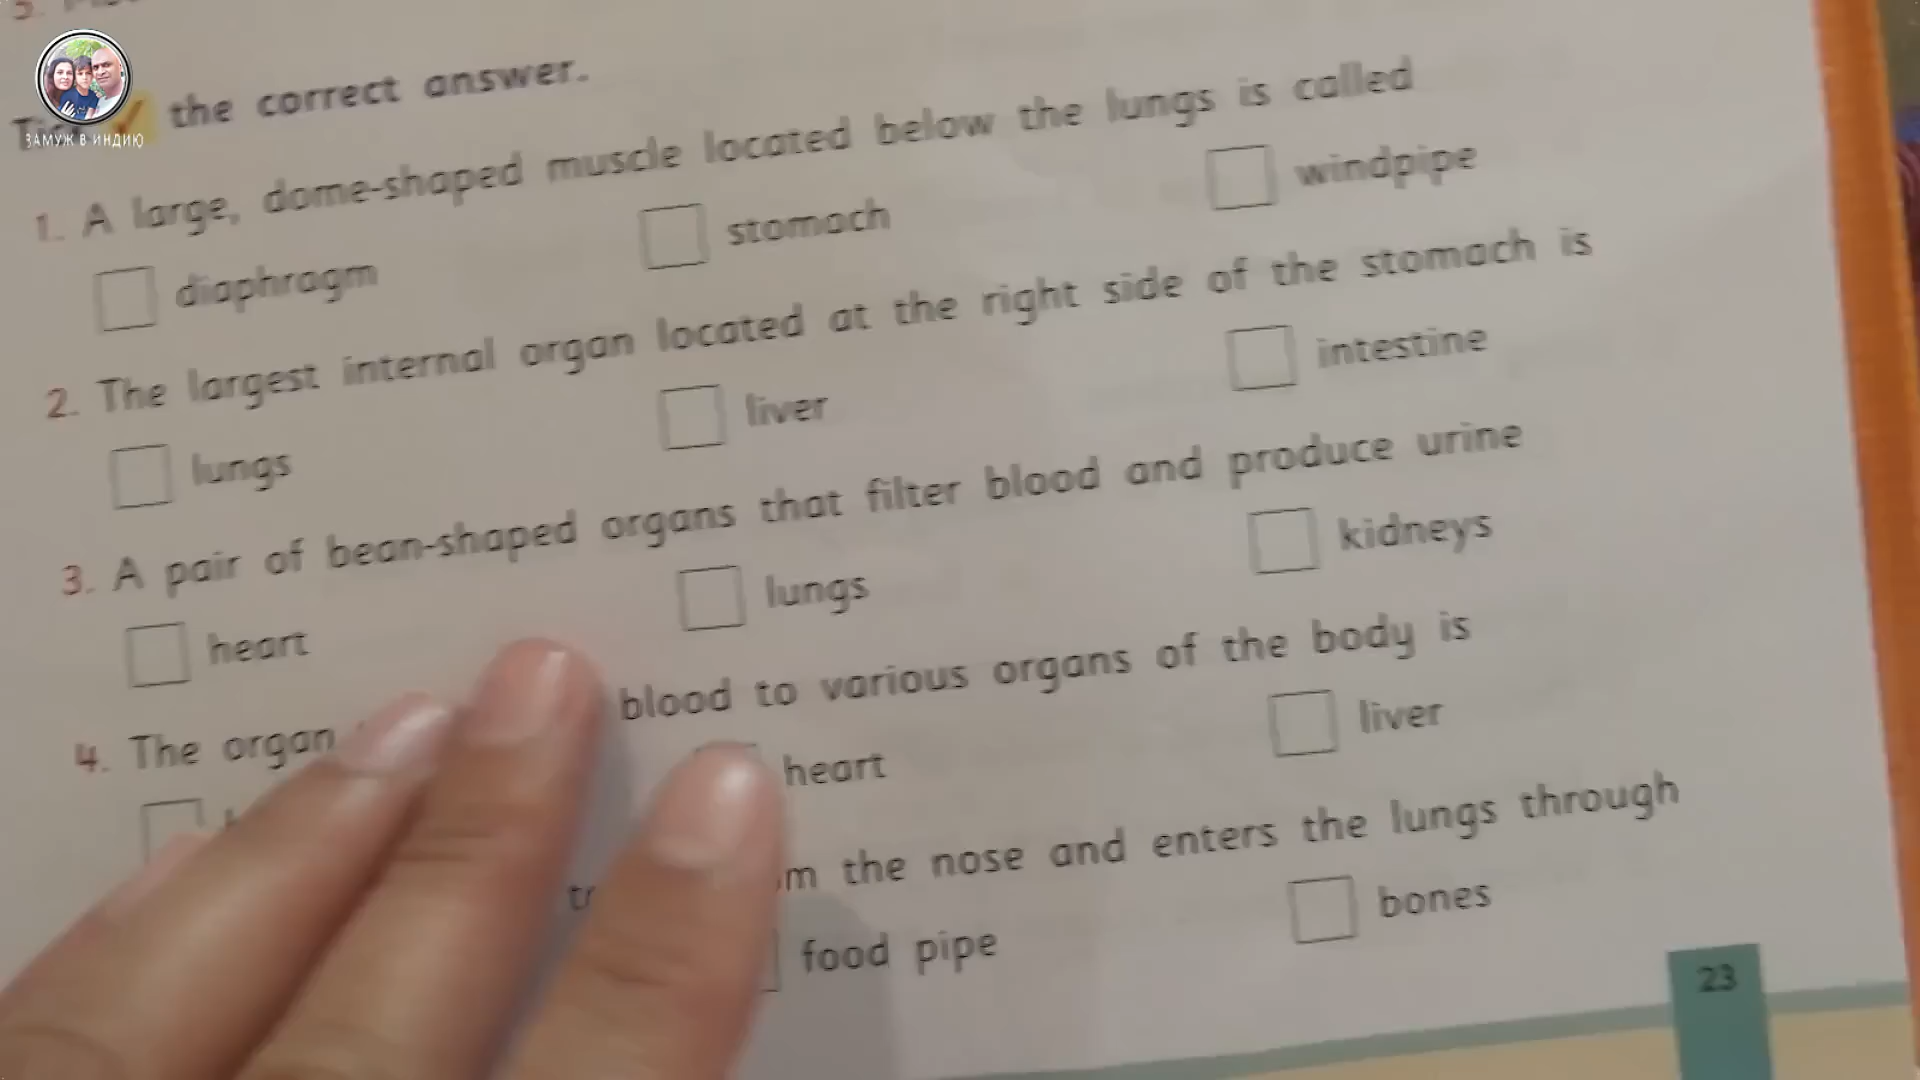 the correct answer.
ЗАМУЖ В ИНДИЮ
1. A large, dome-shaped muscle located below the lungs is called
diaphragm stomach windpipe
2. The largest internal organ located at the right side of the stomach is
lungs liver intestine
3. A pair of bean-shaped organs that filter blood and produce urine
heart lungs kidneys
4. The organ blood to various organs of the body is
heart liver
the nose and enters the lungs through
food pipe bones
23